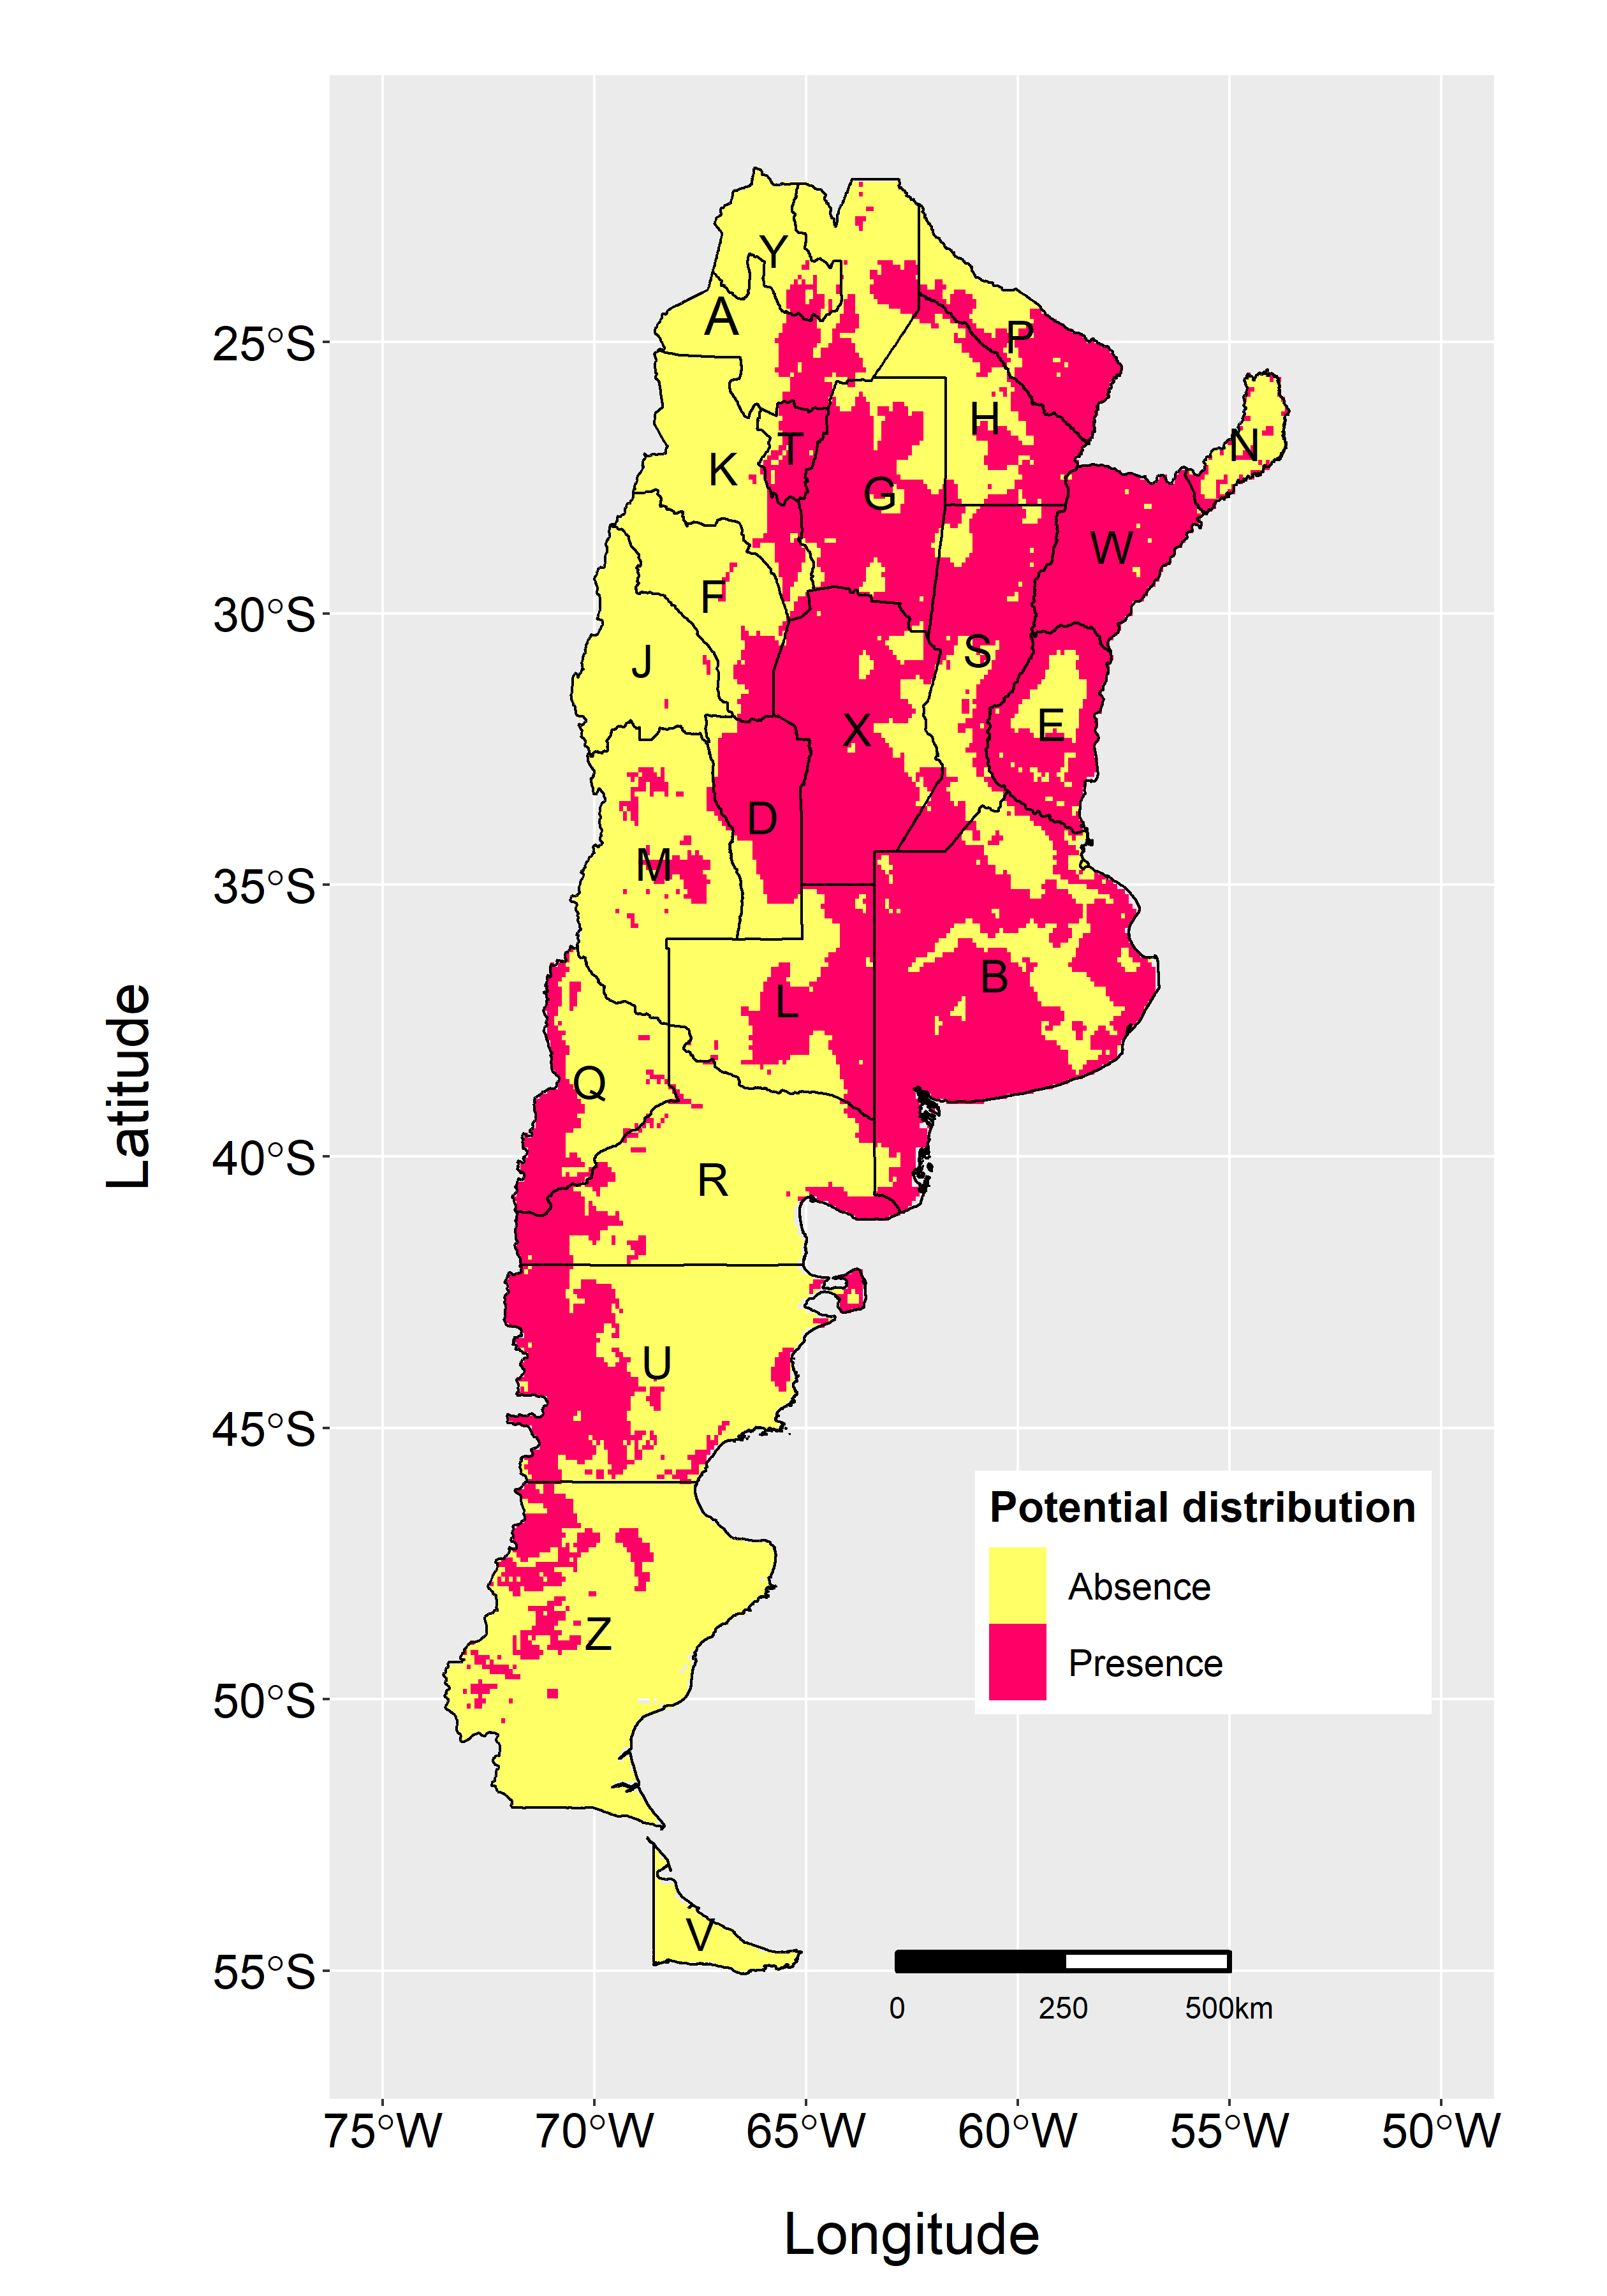 Y
A
25°S
P
H
T
N
K
G
W
F
30°S
S
J
E
X
D
M
35°S
B
L
Q
Latitude
40°S
R
U
45°S
Potential distribution
Absence
Z
Presence
50°S
V
55°S
0 250 500km
75°W 70°W 65°W 60°W 55°W 50°W
Longitude